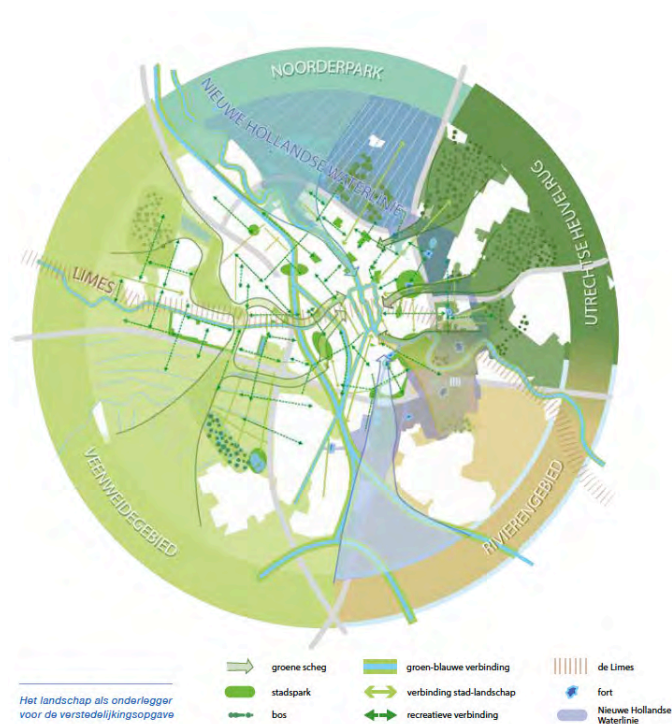 NOORDERPARK
NIEUWE HOLLANDSE WATERLINIE
UTRECHTSE HEUVELRUG
LIMES
VEENWEIDEGEBIED
RIVIERENGEBIED
Het landschap als onderlegger
voor de verstedelijkingsopgave
groene scheg
stadspark
bos
groen-blauwe verbinding
verbinding stad-landschap
recreatieve verbinding
de Limes
fort
Nieuwe Hollandse
Waterlinie